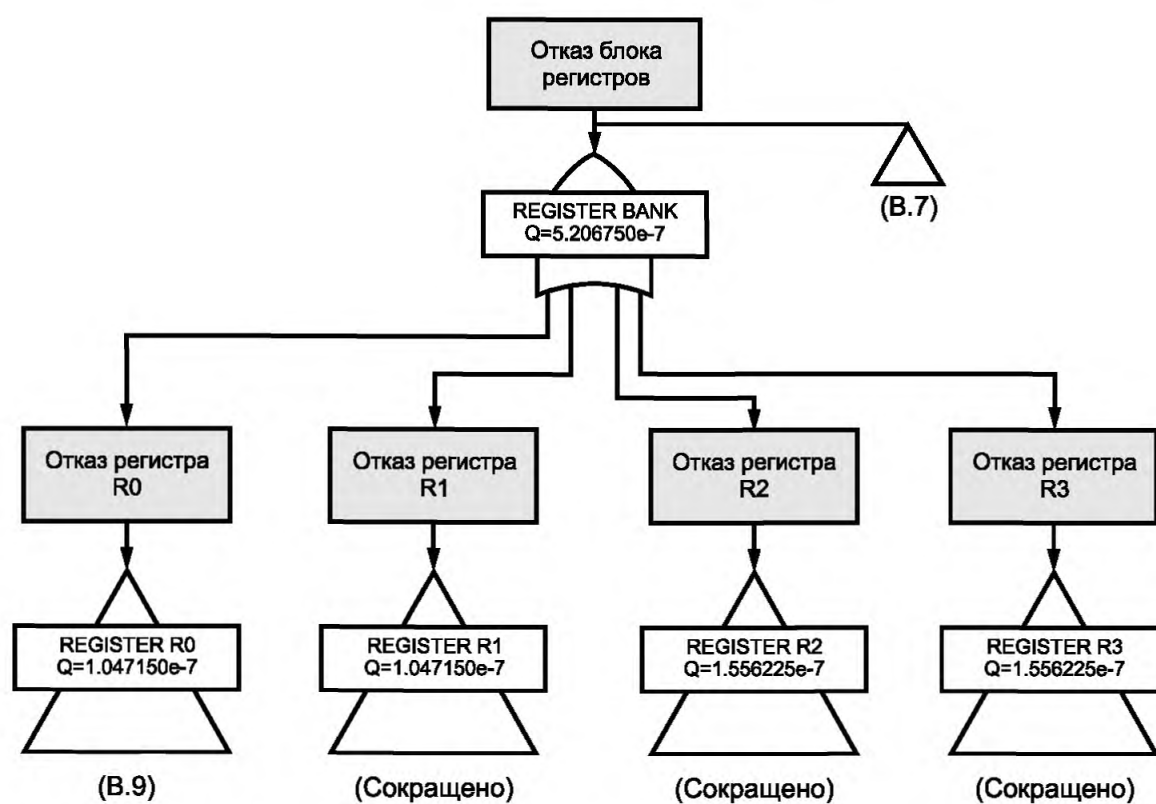 Отказ блока
регистров
(В.7)
REGISTER BANK
Q=5.206750e-7
Отказ регистра
R0
Отказ регистра
R1
Отказ регистра
R2
Отказ регистра
R3
REGISTER R0
Q=1.047150e-7
REGISTER R1
Q=1.047150e-7
REGISTER R2
Q=1.556225e-7
REGISTER R3
Q=1.556225e-7
(В.9)
(Сокращено)
(Сокращено)
(Сокращено)